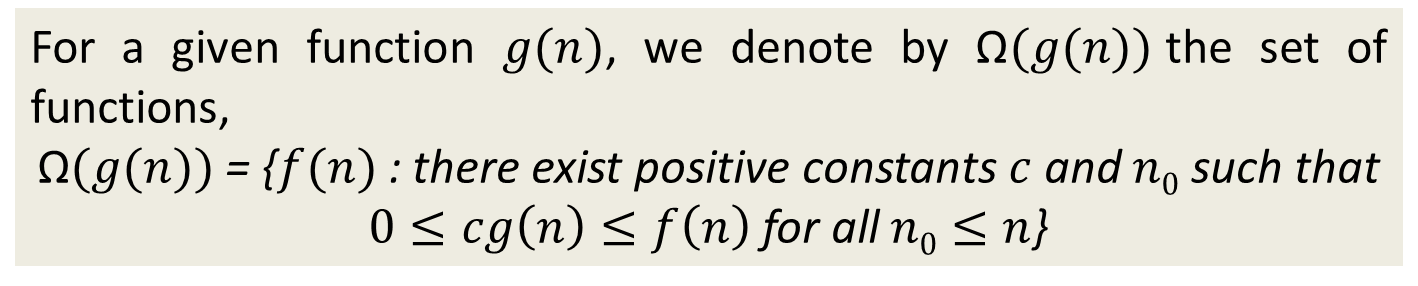 For a given function g(n), we denote by Ω(g(n)) the set of
functions,
Ω(g(n)) = {f(n) : there exist positive constants c and n₀ such that
0 ≤ cg(n) ≤ f(n) for all n₀ ≤ n}